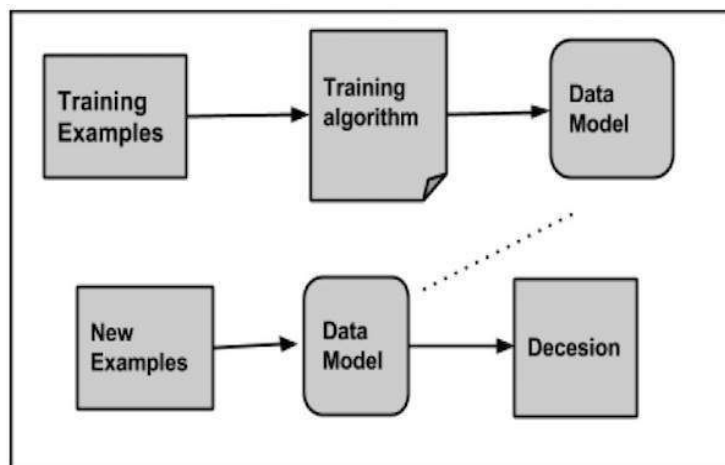 Training
Examples
Training
algorithm
Data
Model
New
Examples
Data
Model
Decesion